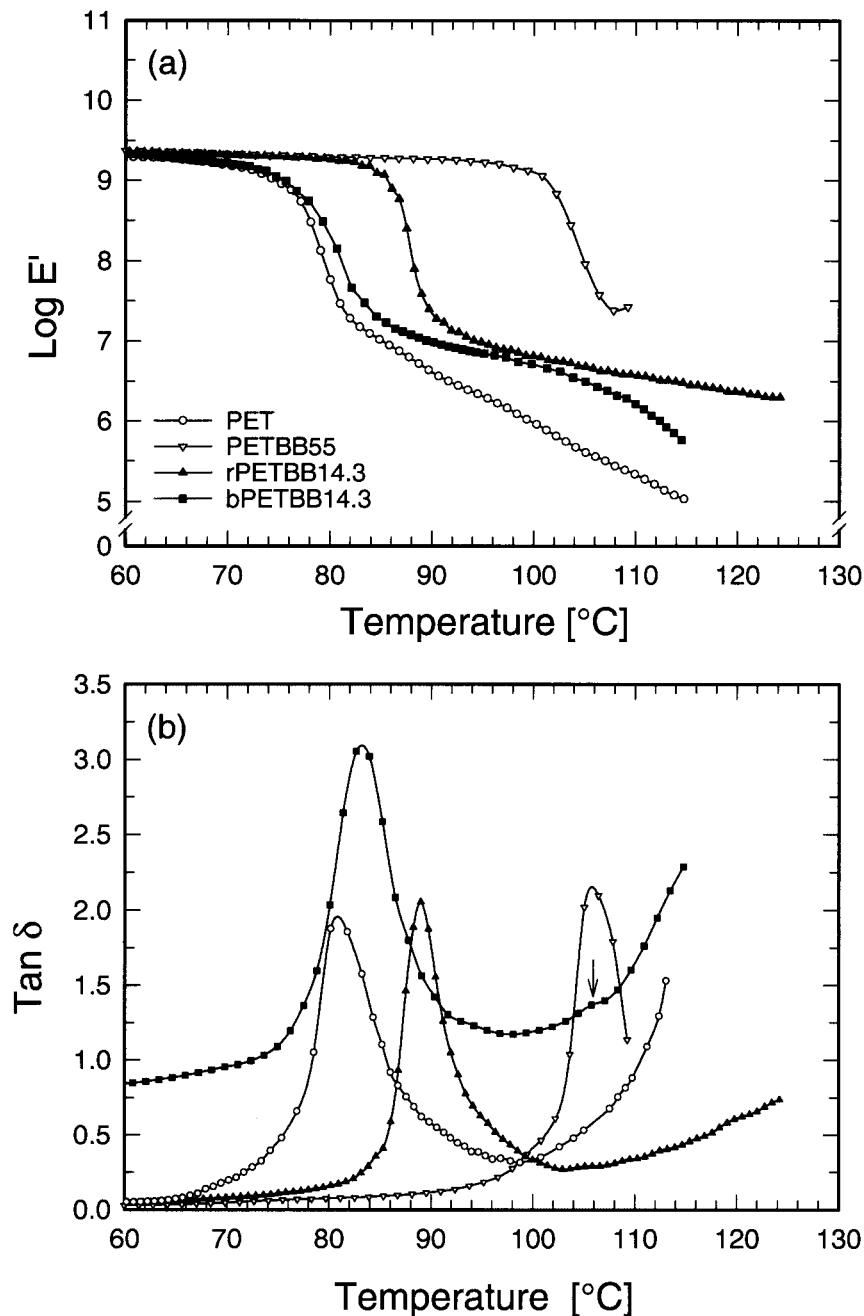 (a)
11
10
9
8
7
6
5
0
Log E'
PET
PETBB55
rPETBB14.3
bPETBB14.3
60 70 80 90 100 110 120 130
Temperature [°C]
(b)
3.5
3.0
2.5
2.0
1.5
1.0
0.5
0.0
Tan δ
60 70 80 90 100 110 120 130
Temperature [°C]